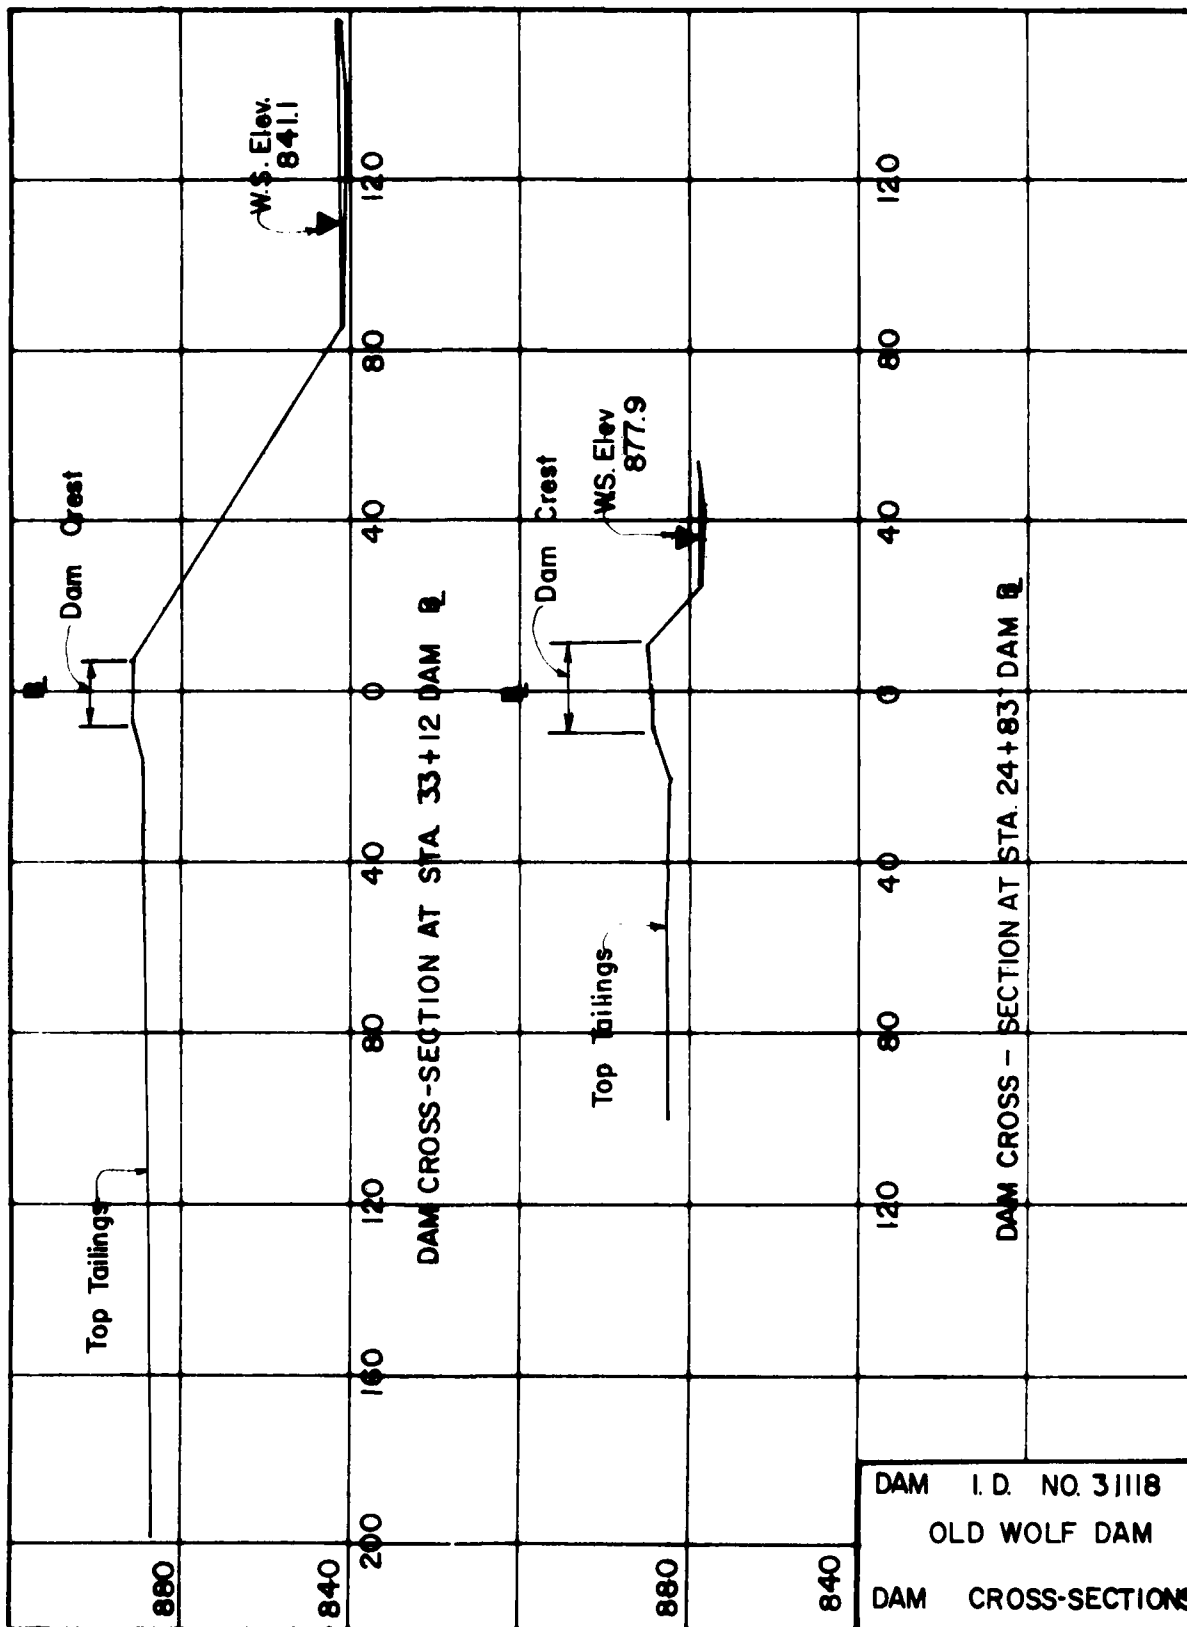 880
840
Top Tailings
℄
Dam Crest
W.S. Elev.
841.1
200
160
120
80
40
0
40
80
120
DAM CROSS-SECTION AT STA. 33+12 DAM ℄
880
840
Top Tailings
Dam Crest
W.S. Elev
877.9
120
80
40
0
40
80
120
DAM CROSS-SECTION AT STA. 24+83 DAM ℄
DAM I.D. NO. 31118
OLD WOLF DAM
DAM CROSS-SECTIONS